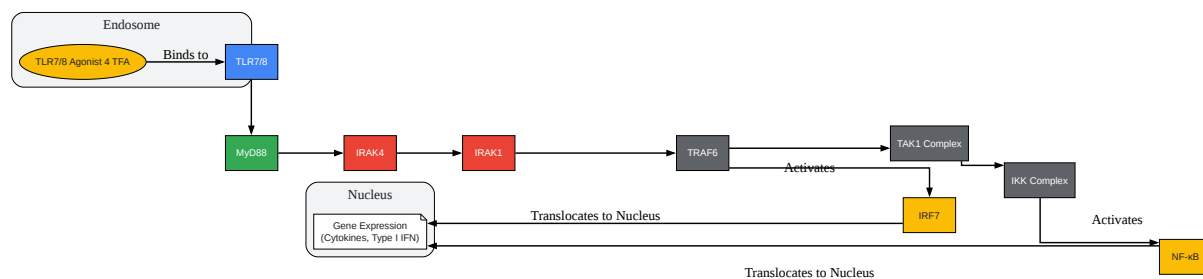 Endosome
TLR7/8 Agonist 4 TFA
Binds to
TLR7/8
MyD88
IRAK4
IRAK1
TRAF6
TAK1 Complex
Activates
IKK Complex
Nucleus
Gene Expression
(Cytokines, Type I IFN)
Translocates to Nucleus
IRF7
Activates
NF-κB
Translocates to Nucleus